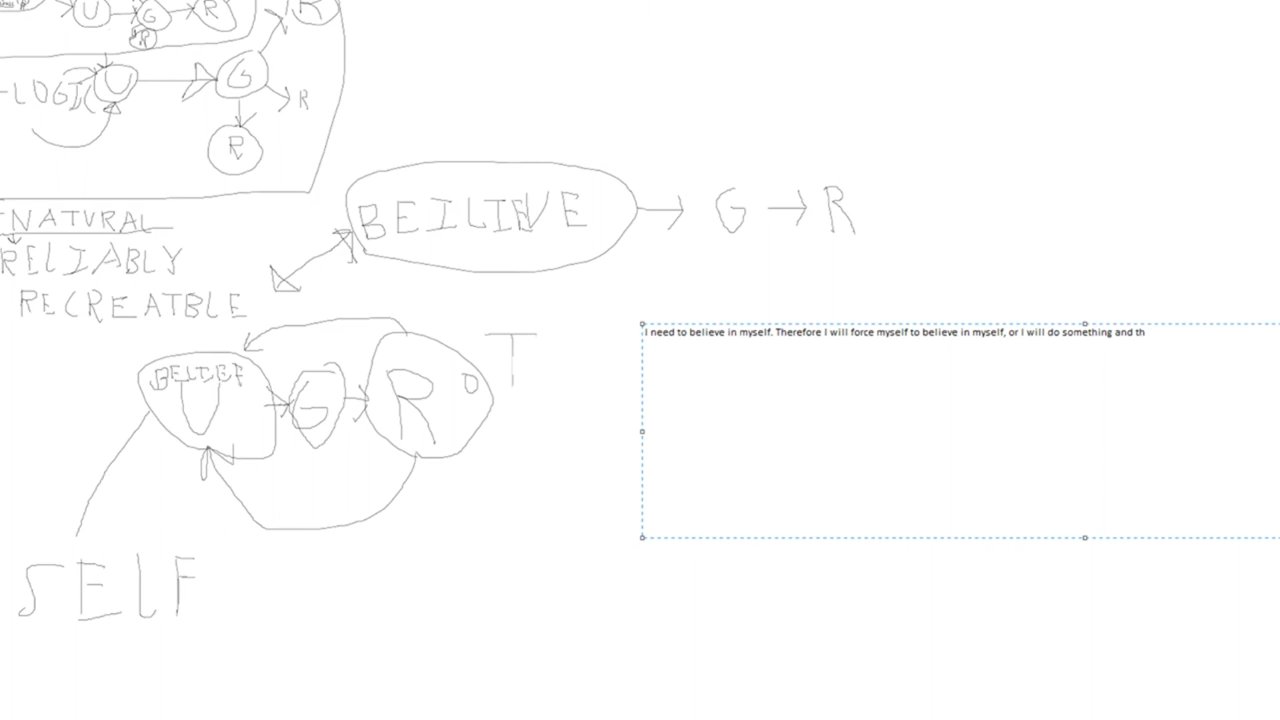 U G R
R
-LOGIC U G R
R
BEILIEVE G R
NATURAL
RELIABLY
RECREATBLE
I need to believe in myself. Therefore I will force myself to believe in myself, or I will do something and th
T
BELIEF
U G R O
SELF